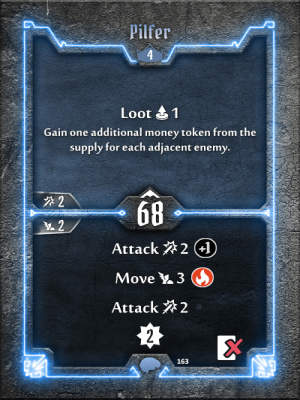 Pilfer
4
Loot 1
Gain one additional money token from the
supply for each adjacent enemy.
2
68
2
Attack 2 +1
Move 3
Attack 2
2
163